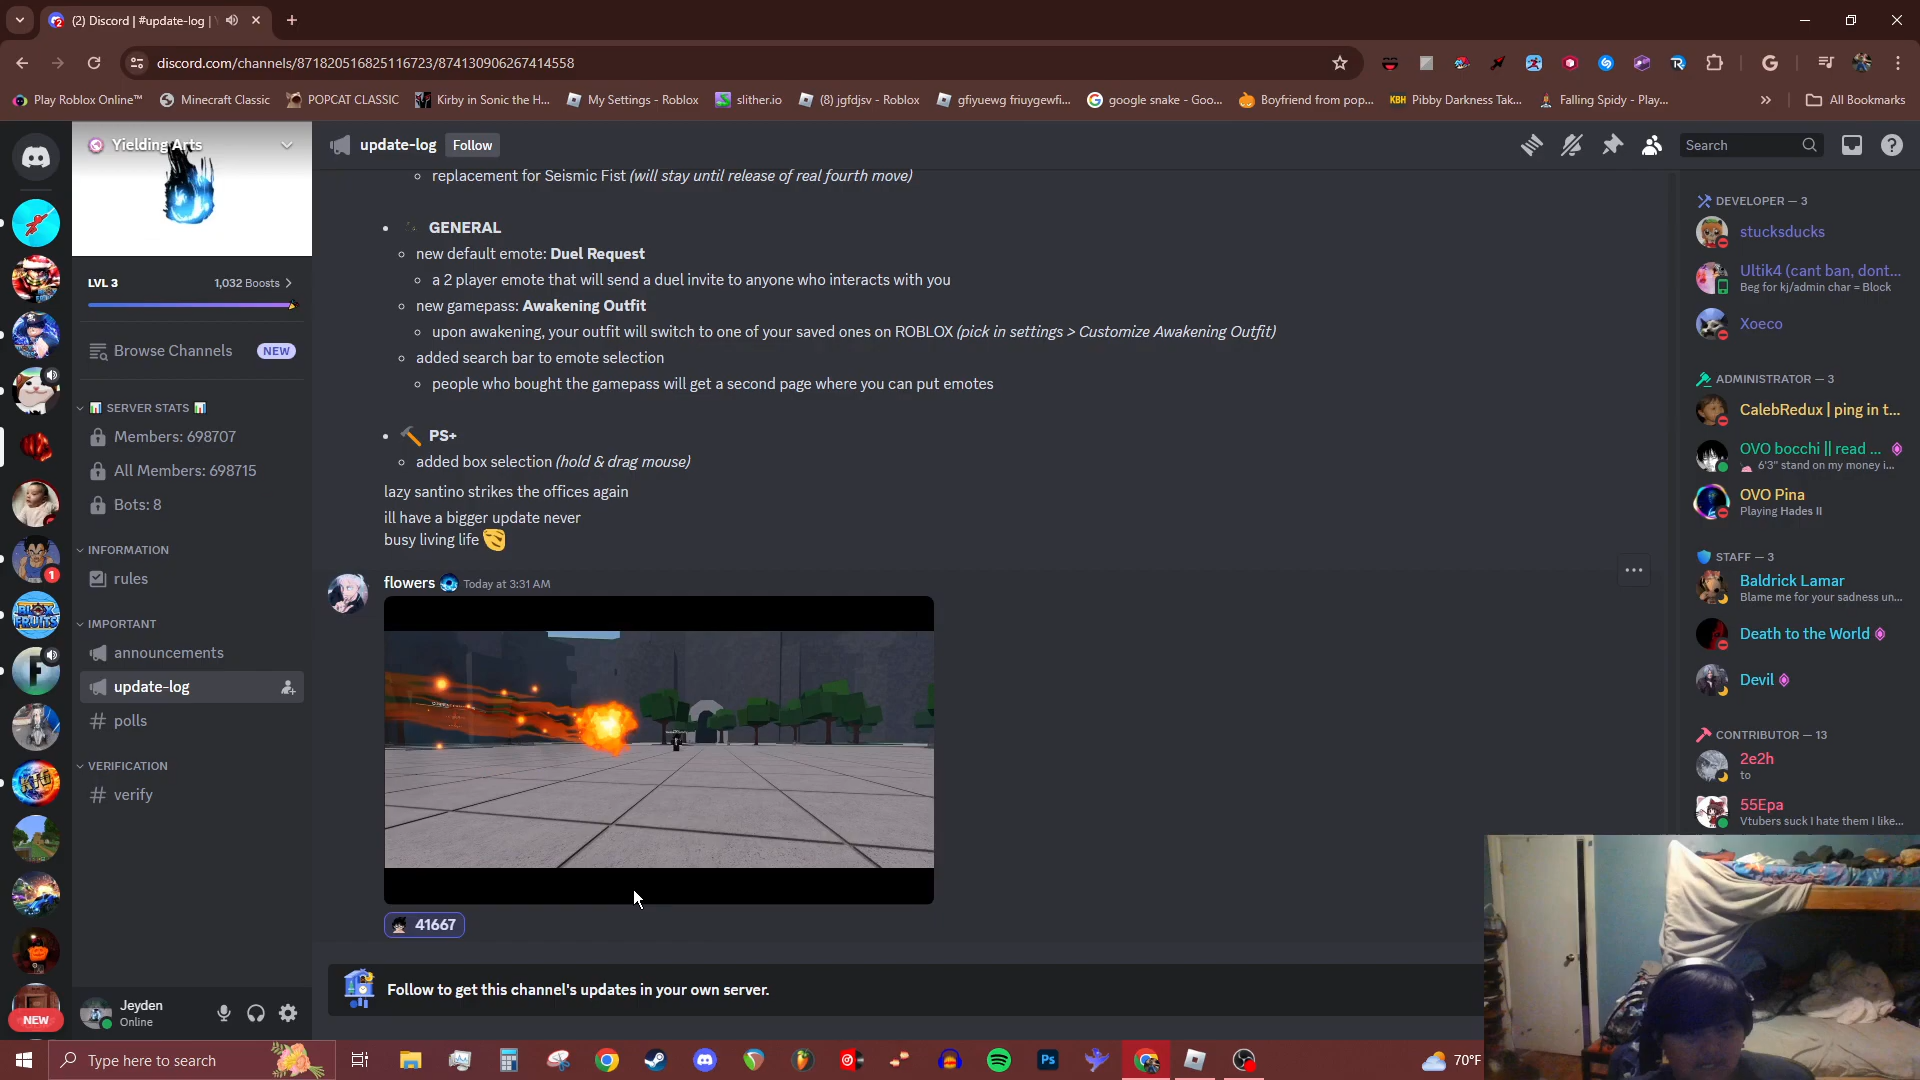 (2) Discord | #update-log |
discord.com/channels/871820516825116723/874130906267414558
Play Roblox Online™
Minecraft Classic
POPCAT CLASSIC
Kirby in Sonic the H...
My Settings - Roblox
slither.io
(8) jgfdjsv - Roblox
gfiyuewg friuygewfi...
google snake - Goo...
Boyfriend from pop...
KBH
Pibby Darkness Tak...
Falling Spidy - Play...
All Bookmarks
Yielding Arts
update-log
Follow
Search
LVL 3
1,032 Boosts
Browse Channels
NEW
SERVER STATS
Members: 698707
All Members: 698715
Bots: 8
INFORMATION
rules
IMPORTANT
announcements
update-log
polls
VERIFICATION
verify
1
BLOX
FRUITS
NEW
Jeyden
Online
replacement for Seismic Fist (will stay until release of real fourth move)
GENERAL
new default emote: Duel Request
a 2 player emote that will send a duel invite to anyone who interacts with you
new gamepass: Awakening Outfit
upon awakening, your outfit will switch to one of your saved ones on ROBLOX (pick in settings > Customize Awakening Outfit)
added search bar to emote selection
people who bought the gamepass will get a second page where you can put emotes
PS+
added box selection (hold & drag mouse)
lazy santino strikes the offices again
ill have a bigger update never
busy living life
flowers Today at 3:31 AM
41667
Follow to get this channel's updates in your own server.
DEVELOPER — 3
stucksducks
Ultik4 (cant ban, dont...
Beg for kj/admin char = Block
Xoeco
ADMINISTRATOR — 3
CalebRedux | ping in t...
OVO bocchi || read ...
6'3" stand on my money i...
OVO Pina
Playing Hades II
STAFF — 3
Baldrick Lamar
Blame me for your sadness un...
Death to the World
Devil
CONTRIBUTOR — 13
2e2h
to
55Epa
Vtubers suck I hate them I like...
Type here to search
Ps
70°F